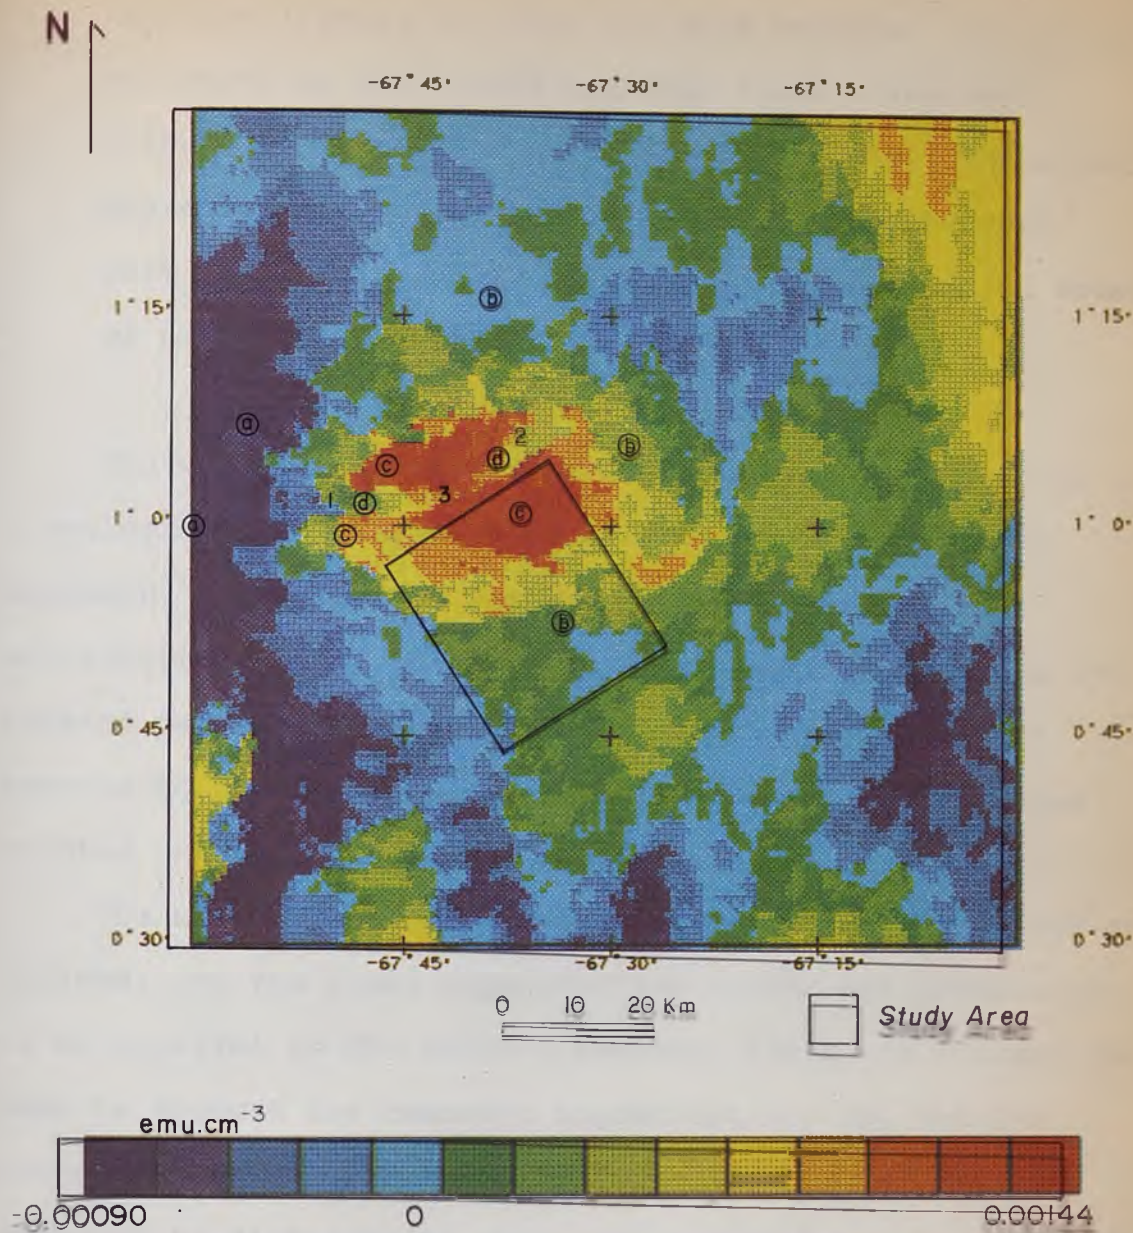 N
-67°45' -67°30' -67°15'
b
1°15' 1°15'
a
2
b
c d
3
1 d
1°0' a c 1°0'
c
b
0°45' 0°45'
0°30' 0°30'
-67°45' -67°30' -67°15'
0 10 20 Km
Study Area
emu.cm-3
-0.00090 0 0.00144